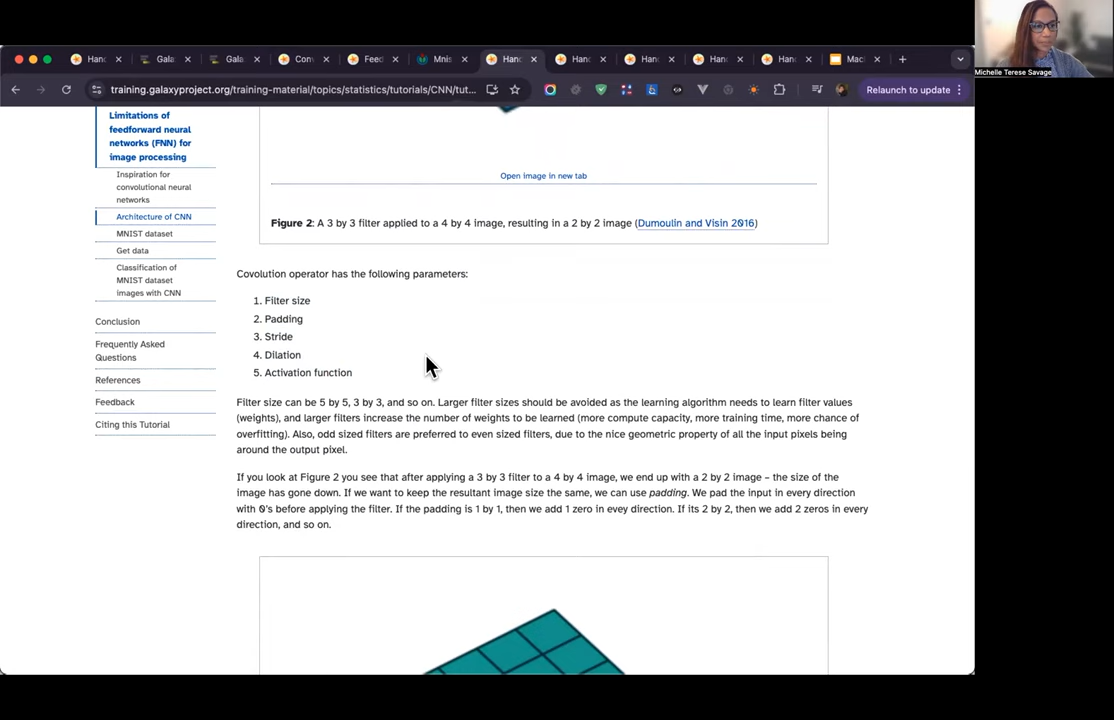 Michelle Terese Savage
Hanc
Gala
Gala
Con
Feed
Mnis
Hanc
Hanc
Hanc
Hanc
Hanc
Mac
training.galaxyproject.org/training-material/topics/statistics/tutorials/CNN/tut...
Relaunch to update
Limitations of
feedforward neural
networks (FNN) for
image processing
Inspiration for
convolutional neural
networks
Architecture of CNN
MNIST dataset
Get data
Classification of
MNIST dataset
images with CNN
Conclusion
Frequently Asked
Questions
References
Feedback
Citing this Tutorial
Open image in new tab
Figure 2: A 3 by 3 filter applied to a 4 by 4 image, resulting in a 2 by 2 image (Dumoulin and Visin 2016)
Covolution operator has the following parameters:
1. Filter size
2. Padding
3. Stride
4. Dilation
5. Activation function
Filter size can be 5 by 5, 3 by 3, and so on. Larger filter sizes should be avoided as the learning algorithm needs to learn filter values
(weights), and larger filters increase the number of weights to be learned (more compute capacity, more training time, more chance of
overfitting). Also, odd sized filters are preferred to even sized filters, due to the nice geometric property of all the input pixels being
around the output pixel.
If you look at Figure 2 you see that after applying a 3 by 3 filter to a 4 by 4 image, we end up with a 2 by 2 image – the size of the
image has gone down. If we want to keep the resultant image size the same, we can use padding. We pad the input in every direction
with 0's before applying the filter. If the padding is 1 by 1, then we add 1 zero in evey direction. If its 2 by 2, then we add 2 zeros in every
direction, and so on.